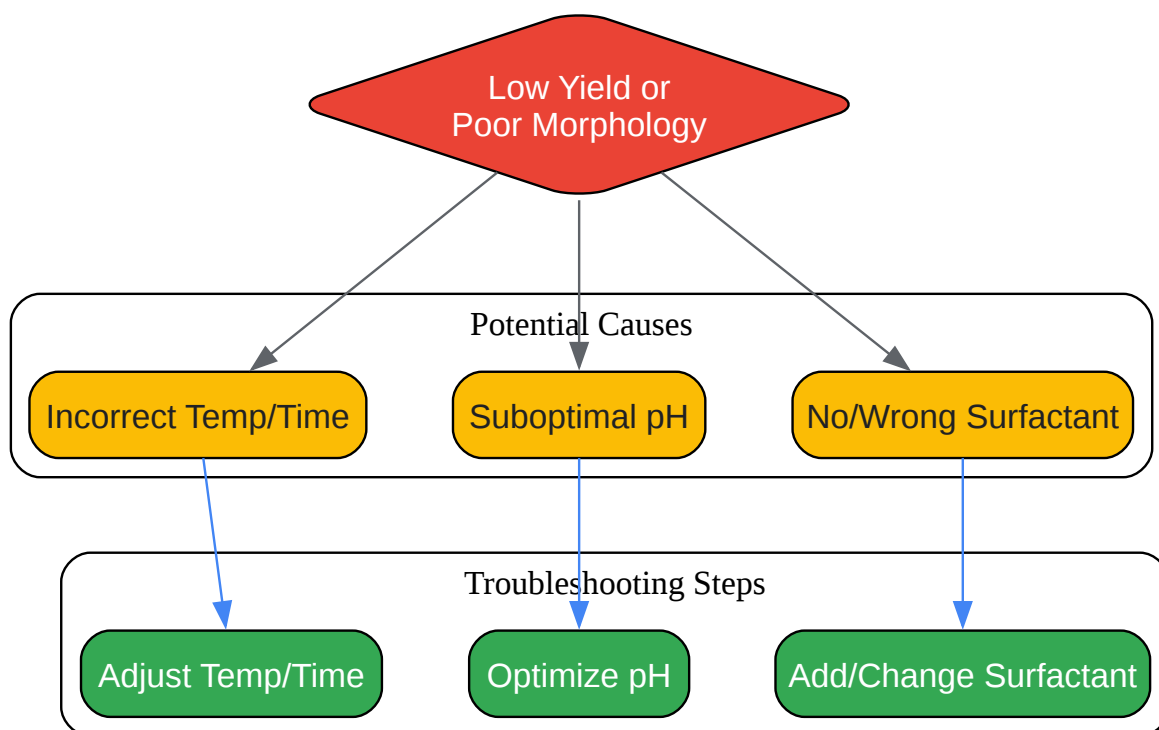 Low Yield or
Poor Morphology
Potential Causes
Incorrect Temp/Time
Suboptimal pH
No/Wrong Surfactant
Troubleshooting Steps
Adjust Temp/Time
Optimize pH
Add/Change Surfactant